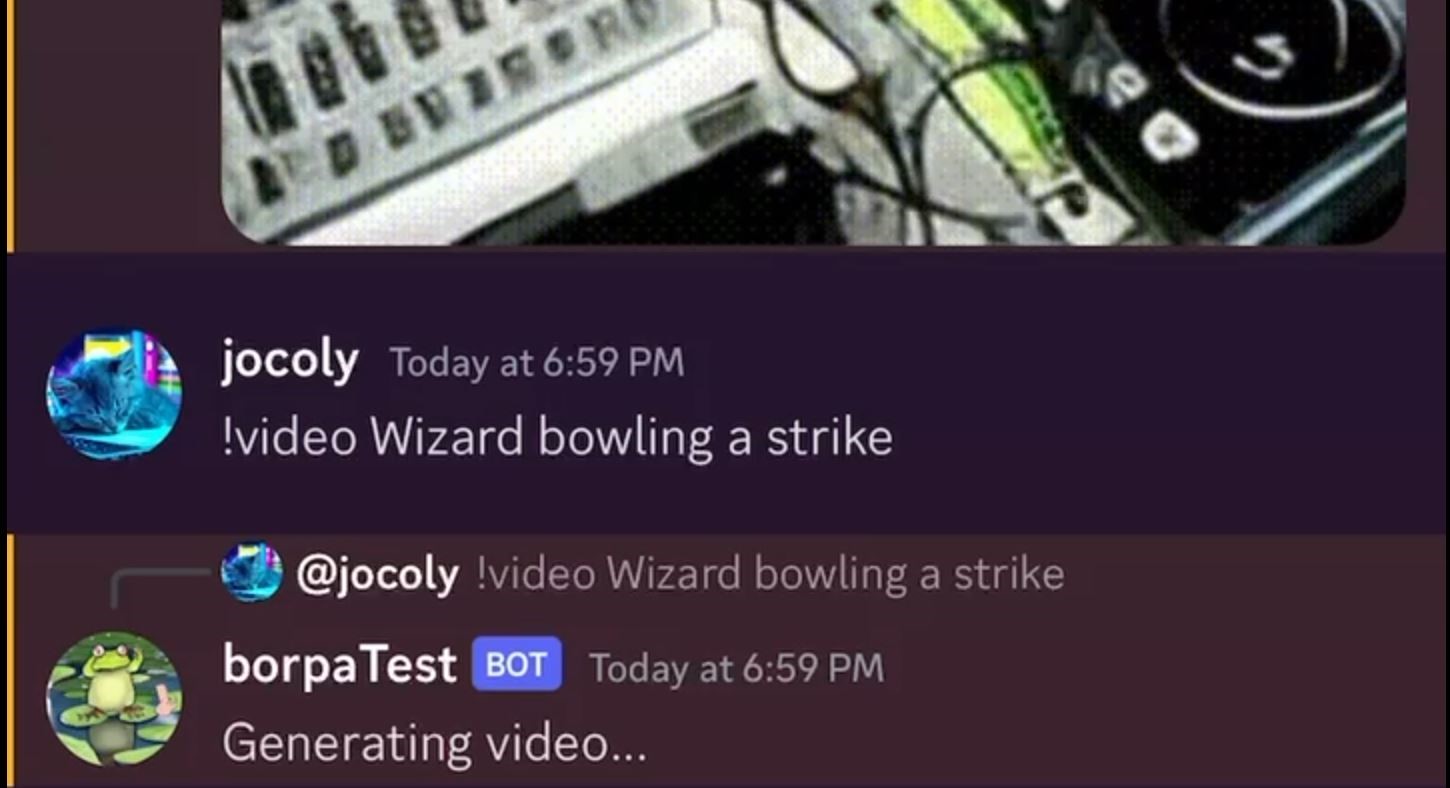 jocoly Today at 6:59 PM
!video Wizard bowling a strike
@jocoly !video Wizard bowling a strike
borpaTest BOT Today at 6:59 PM
Generating video...